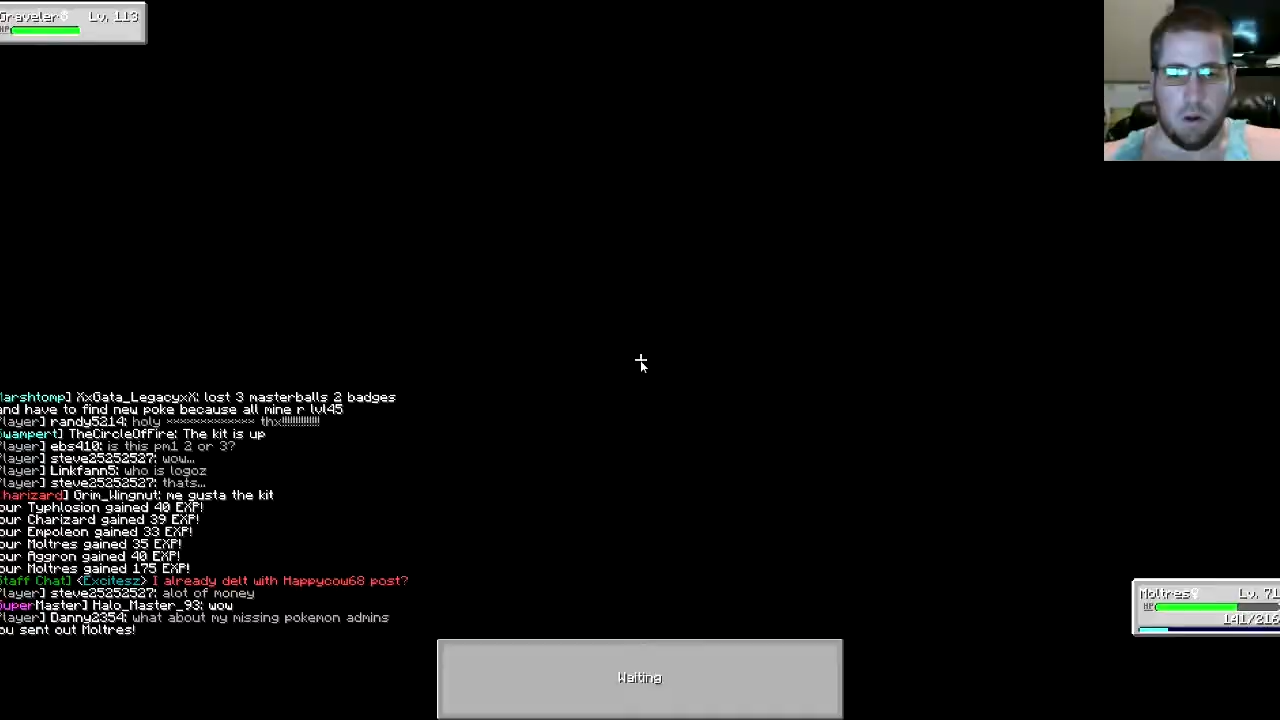 Graveler♂ Lv. 113
HP
arshtomp] XxGata_LegacyxX: lost 3 masterballs 2 badges
and have to find new poke because all mine r lvl45
layer] randy5214: holy ************* thx!!!!!!!!!!!!!
wampert] TheCircleOfFire: The kit is up
layer] ebs410: is this pm1 2 or 3?
layer] steve25252527: wow...
layer] Linkfann5: who is logoz
layer] steve25252527: thats...
harizard] Grim_Wingnut: me gusta the kit
our Typhlosion gained 40 EXP!
our Charizard gained 39 EXP!
our Empoleon gained 33 EXP!
our Moltres gained 35 EXP!
our Aggron gained 40 EXP!
our Moltres gained 175 EXP!
Staff Chat] <Excitesz> I already delt with Happycow68 post?
layer] steve25252527: alot of money
SuperMaster] Halo_Master_93: wow
layer] Danny2354: what about my missing pokemon admins
ou sent out Moltres!
Moltres♀ Lv. 71
HP
141/216
Waiting